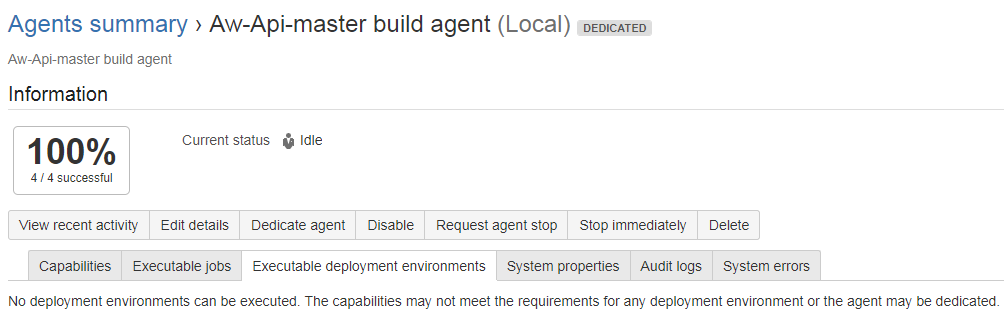 Agents summary › Aw-Api-master build agent (Local) DEDICATED
Aw-Api-master build agent
Information
100%
4 / 4 successful
Current status Idle
View recent activity Edit details Dedicate agent Disable Request agent stop Stop immediately Delete
Capabilities Executable jobs Executable deployment environments System properties Audit logs System errors
No deployment environments can be executed. The capabilities may not meet the requirements for any deployment environment or the agent may be dedicated.